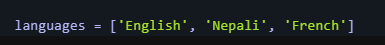 languages = ['English', 'Nepali', 'French']